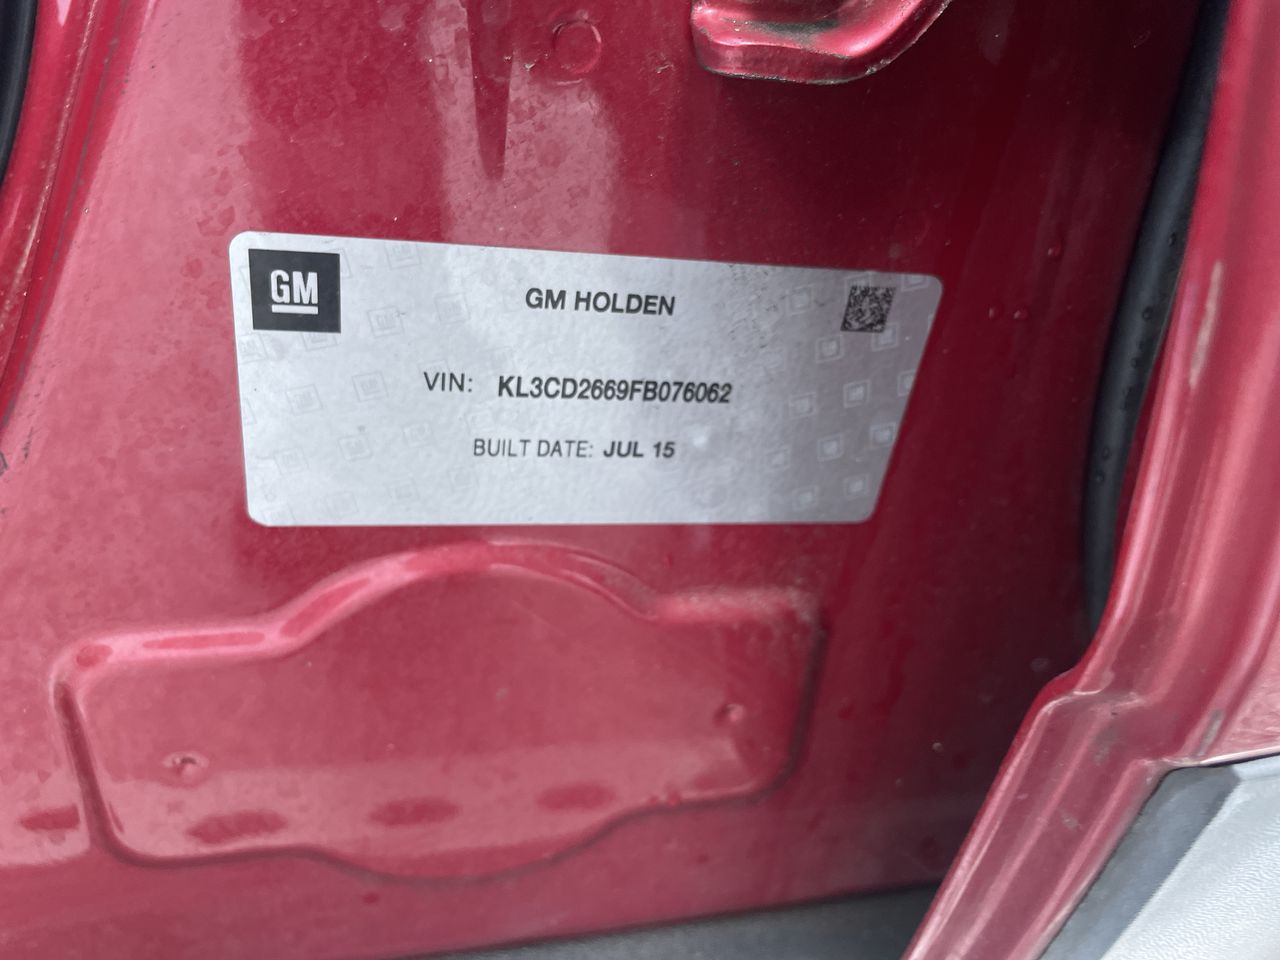 GM
GM HOLDEN
VIN: KL3CD2669FB076062
BUILT DATE: JUL 15